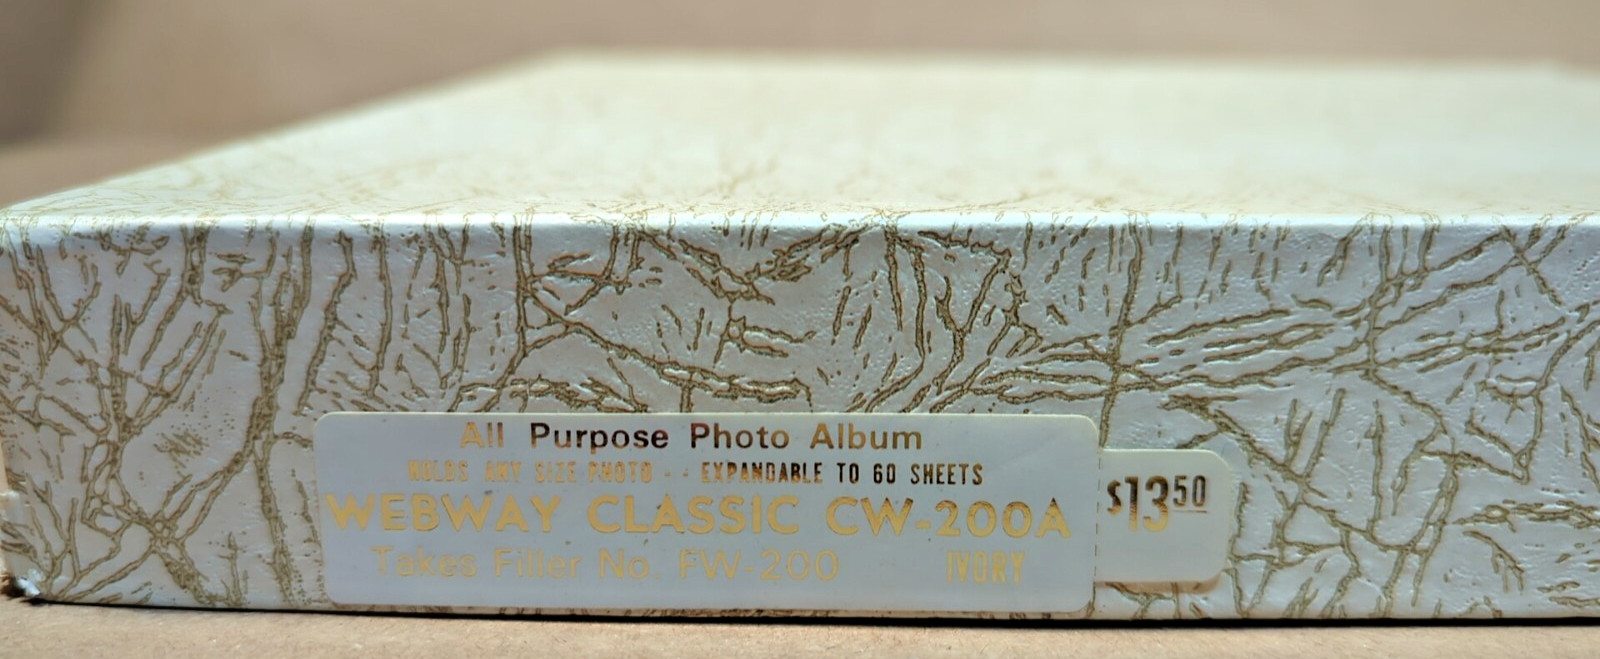 All Purpose Photo Album
HOLDS ANY SIZE PHOTO - - EXPANDABLE TO 60 SHEETS
WEBWAY CLASSIC CW-200A
Takes Filler No. FW-200 IVORY
$13.50